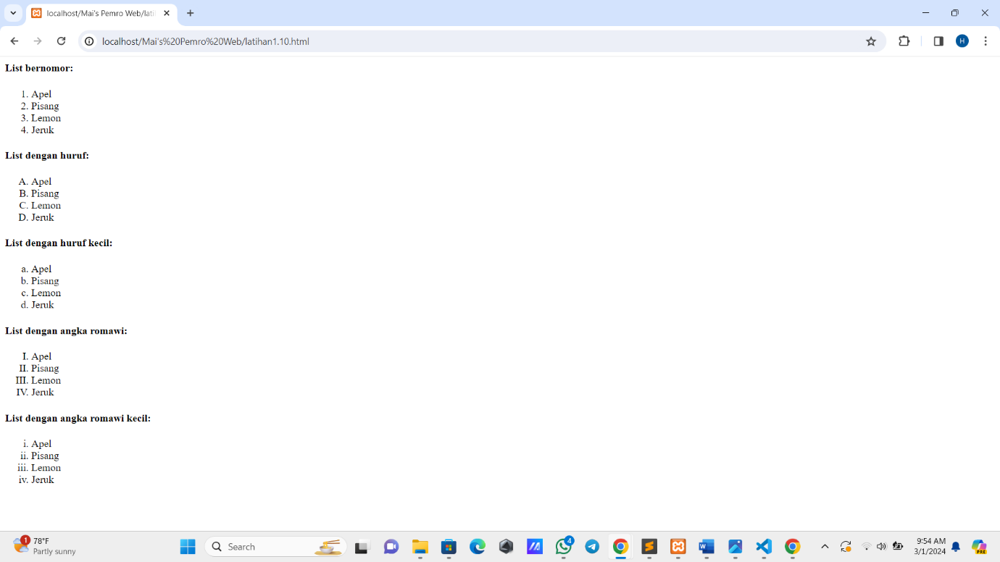 localhost/Mai's Pemro Web/lati
localhost/Mai's%20Pemro%20Web/latihan1.10.html
H
List bernomor:
1. Apel
2. Pisang
3. Lemon
4. Jeruk
List dengan huruf:
A. Apel
B. Pisang
C. Lemon
D. Jeruk
List dengan huruf kecil:
a. Apel
b. Pisang
c. Lemon
d. Jeruk
List dengan angka romawi:
I. Apel
II. Pisang
III. Lemon
IV. Jeruk
List dengan angka romawi kecil:
i. Apel
ii. Pisang
iii. Lemon
iv. Jeruk
1
78°F
Partly sunny
Search
4
9:54 AM
3/1/2024
PRE